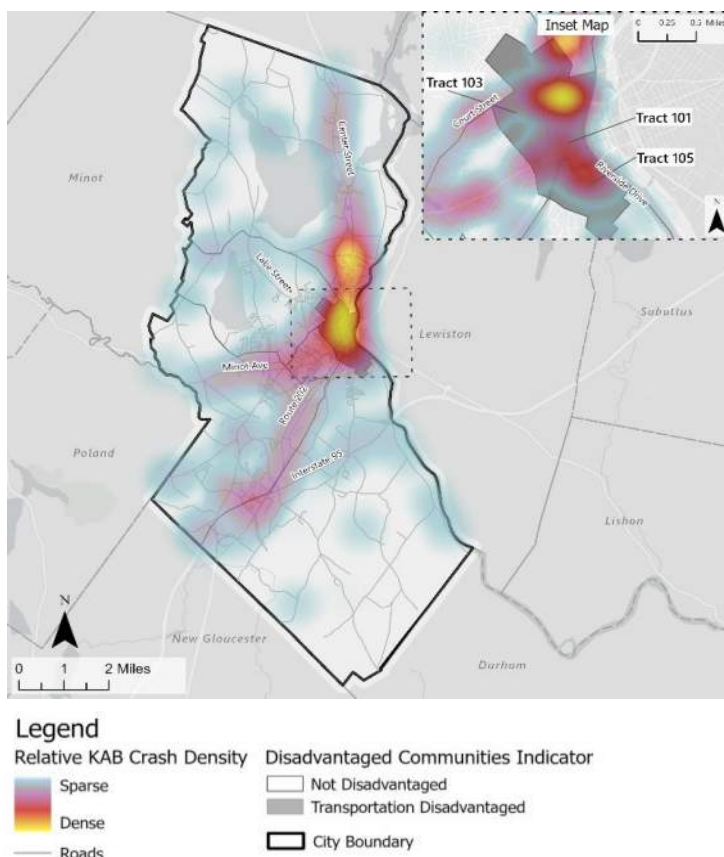 Inset Map
0 0.25 0.5 Miles
Tract 103
Court Street
Tract 101
Tract 105
Riverside Drive
N
Minot
Center Street
Lake Street
Lewiston
Minot Ave
Route 202
Interstate 95
Poland
Lisbon
New Gloucester
Durham
N
0 1 2 Miles
Legend
Relative KAB Crash Density
Sparse
Dense
Roads
Disadvantaged Communities Indicator
Not Disadvantaged
Transportation Disadvantaged
City Boundary